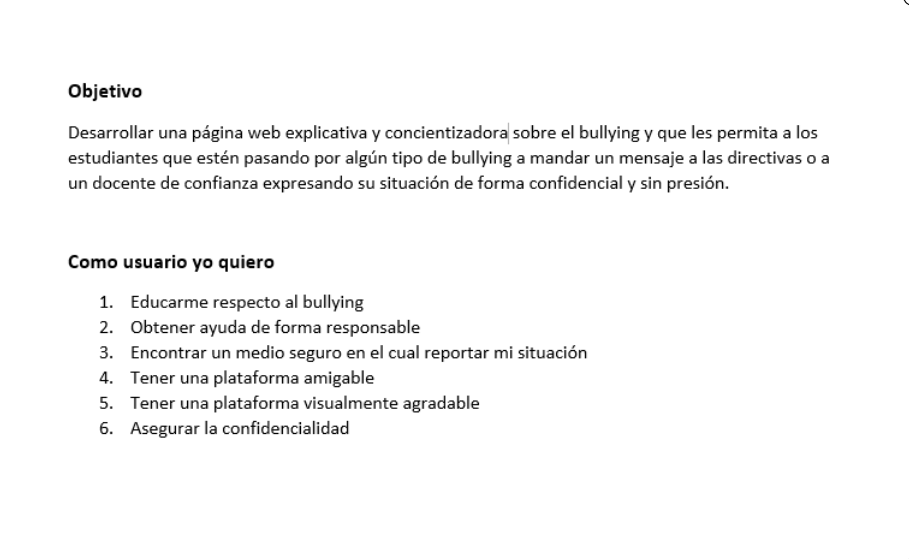 Objetivo
Desarrollar una página web explicativa y concientizadora sobre el bullying y que les permita a los
estudiantes que estén pasando por algún tipo de bullying a mandar un mensaje a las directivas o a
un docente de confianza expresando su situación de forma confidencial y sin presión.
Como usuario yo quiero
1. Educarme respecto al bullying
2. Obtener ayuda de forma responsable
3. Encontrar un medio seguro en el cual reportar mi situación
4. Tener una plataforma amigable
5. Tener una plataforma visualmente agradable
6. Asegurar la confidencialidad